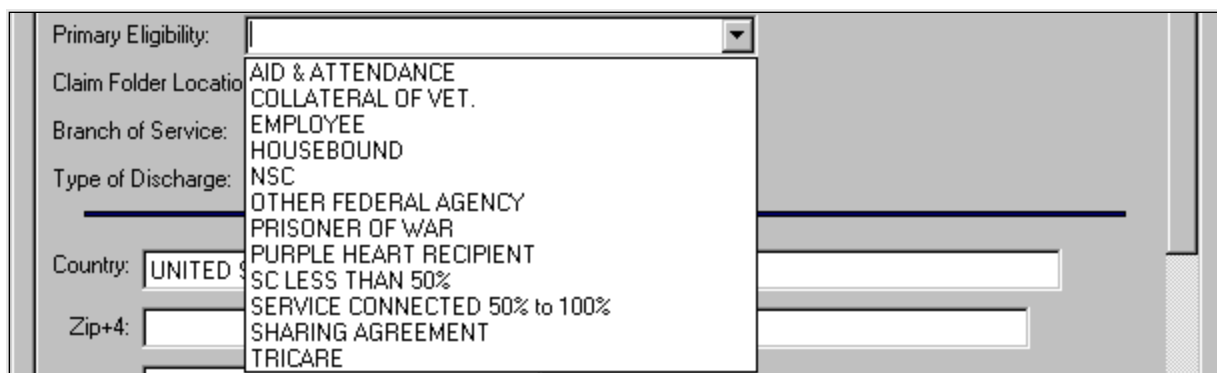 Primary Eligibility:
AID & ATTENDANCE
Claim Folder Locatio
COLLATERAL OF VET.
Branch of Service:
EMPLOYEE
HOUSEBOUND
Type of Discharge:
NSC
OTHER FEDERAL AGENCY
PRISONER OF WAR
PURPLE HEART RECIPIENT
Country:
UNITED S
SC LESS THAN 50%
SERVICE CONNECTED 50% to 100%
Zip+4:
SHARING AGREEMENT
TRICARE